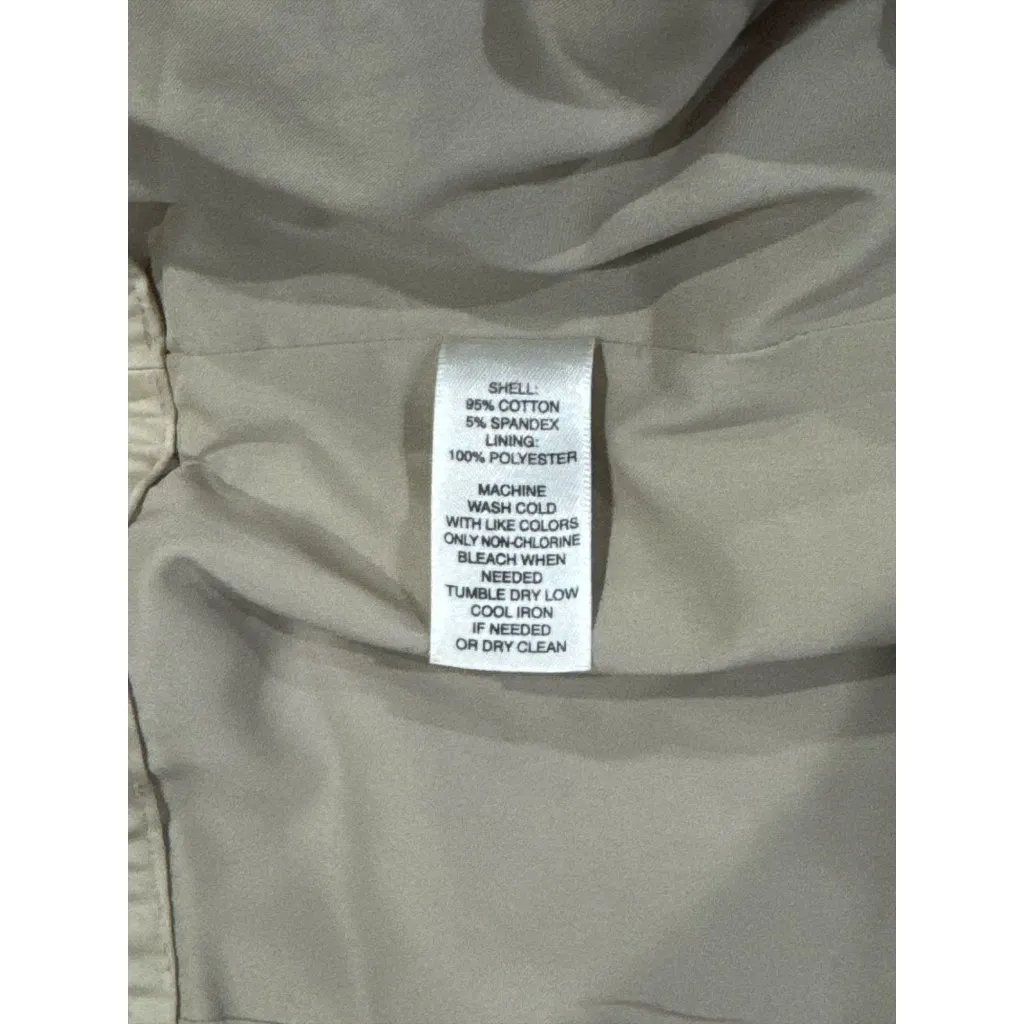 SHELL:
95% COTTON
5% SPANDEX
LINING:
100% POLYESTER
MACHINE
WASH COLD
WITH LIKE COLORS
ONLY NON-CHLORINE
BLEACH WHEN
NEEDED
TUMBLE DRY LOW
COOL IRON
IF NEEDED
OR DRY CLEAN